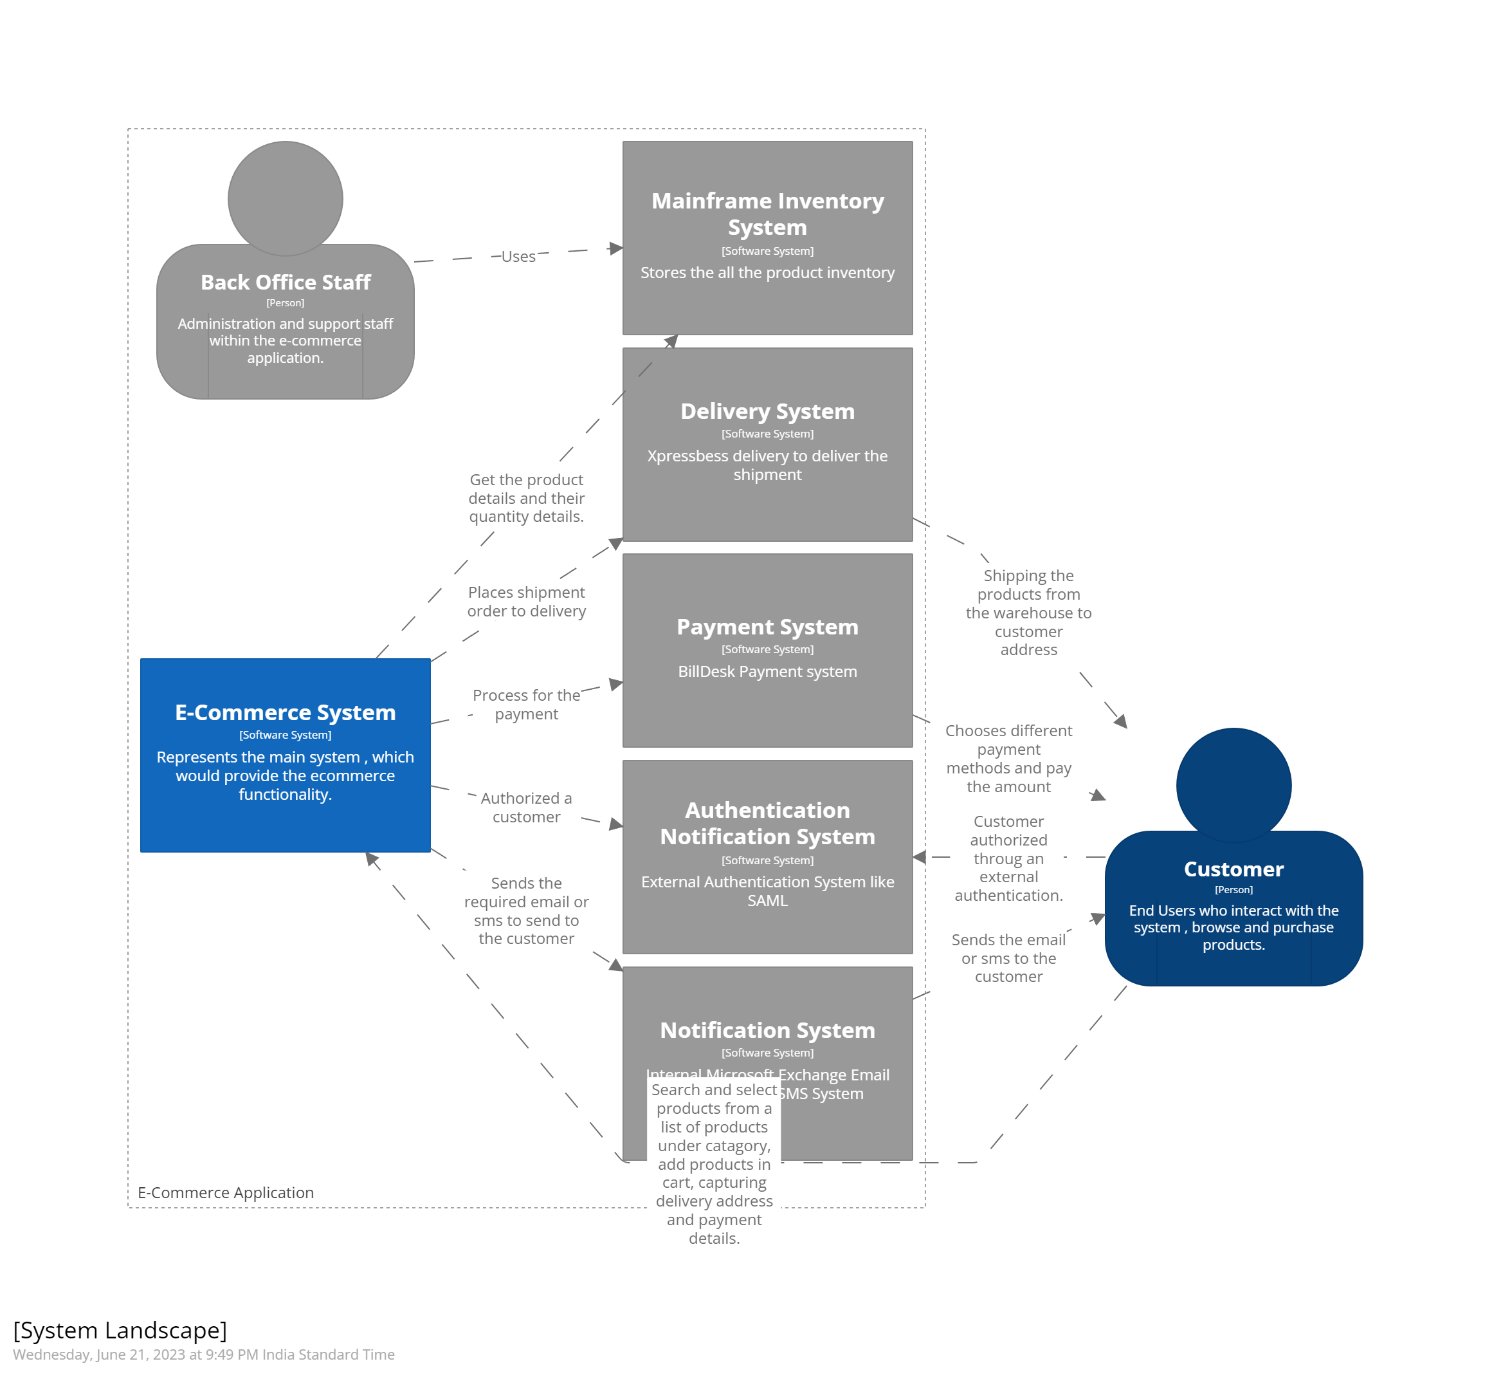 Back Office Staff
[Person]
Administration and support staff
within the e-commerce
application.
Uses
Mainframe Inventory
System
[Software System]
Stores the all the product inventory
Delivery System
[Software System]
Xpressbess delivery to deliver the
shipment
Get the product
details and their
quantity details.
Places shipment
order to delivery
Shipping the
products from
the warehouse to
customer
address
Payment System
[Software System]
BillDesk Payment system
E-Commerce System
[Software System]
Represents the main system , which
would provide the ecommerce
functionality.
Process for the
payment
Chooses different
payment
methods and pay
the amount
Authorized a
customer
Authentication
Notification System
[Software System]
External Authentication System like
SAML
Customer
authorized
throug an
external
authentication.
Customer
[Person]
End Users who interact with the
system , browse and purchase
products.
Sends the
required email or
sms to send to
the customer
Sends the email
or sms to the
customer
Notification System
[Software System]
Internal Microsoft Exchange Email
SMS System
Search and select
products from a
list of products
under catagory,
add products in
cart, capturing
delivery address
and payment
details.
E-Commerce Application
[System Landscape]
Wednesday, June 21, 2023 at 9:49 PM India Standard Time